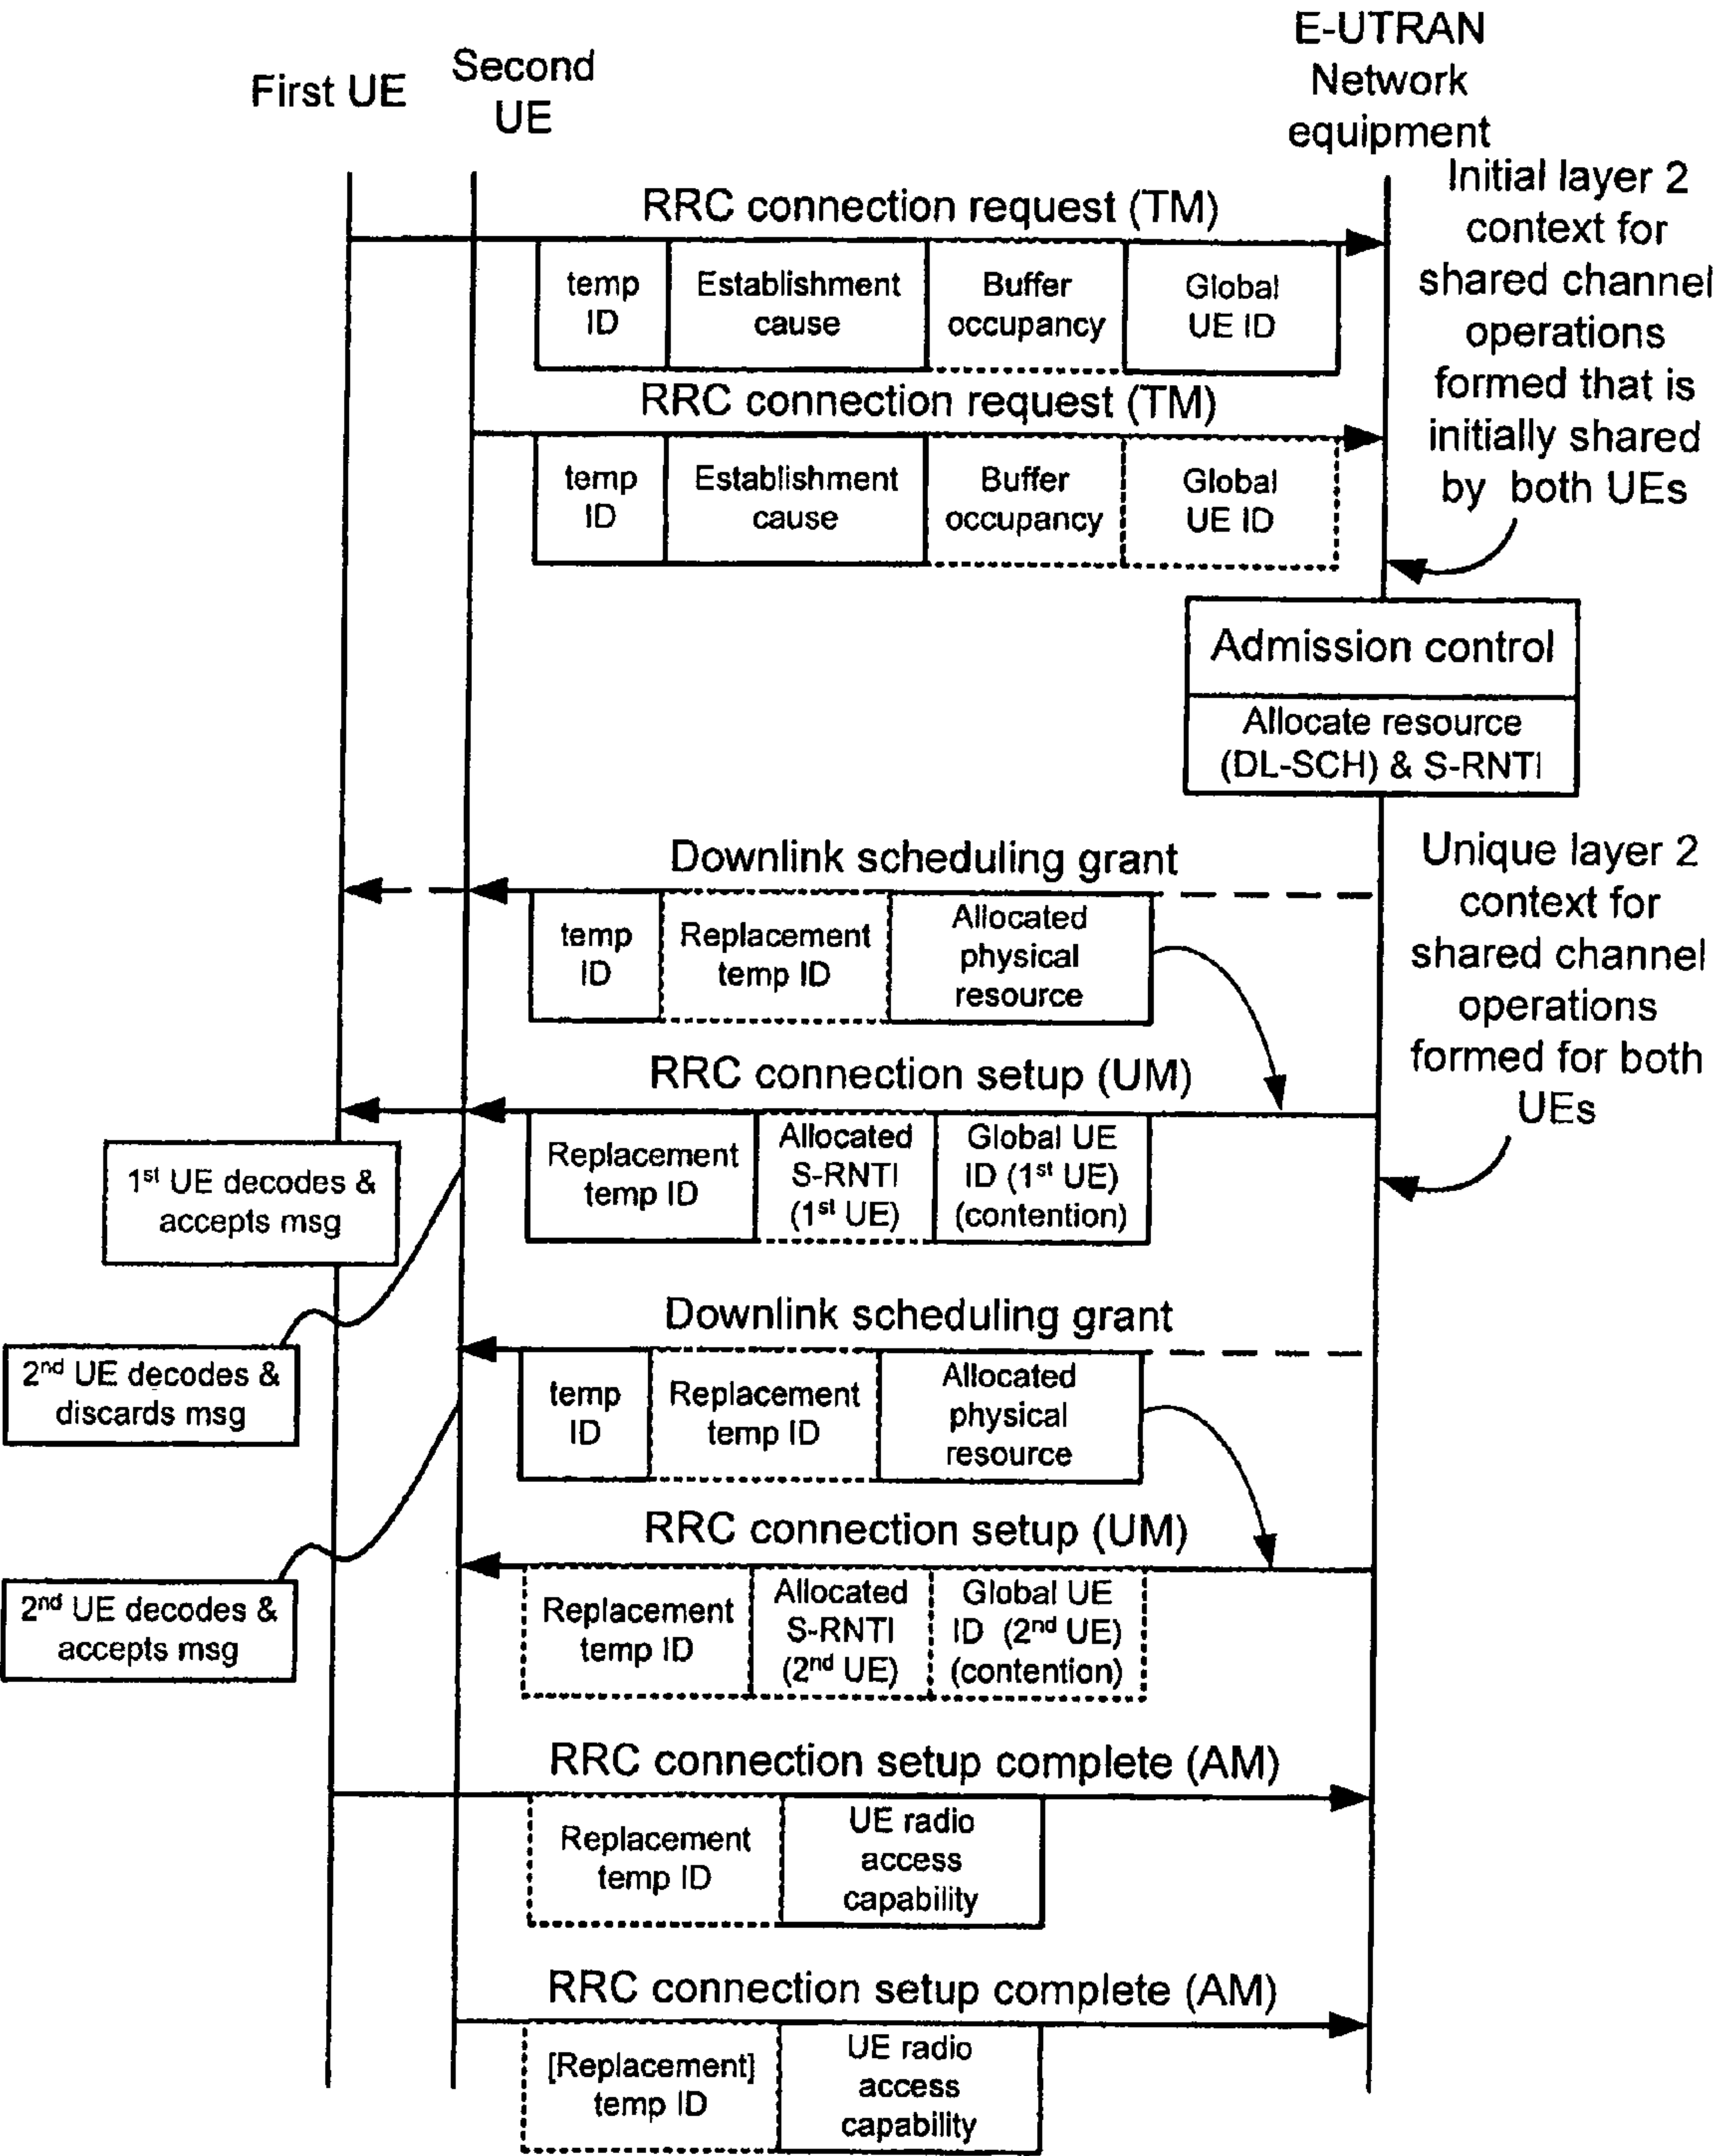 First UE
Second
UE
E-UTRAN
Network
equipment
Initial layer 2
context for
shared channel
operations
formed that is
initially shared
by both UEs
RRC connection request (TM)
temp
ID
Establishment
cause
Buffer
occupancy
Global
UE ID
RRC connection request (TM)
temp
ID
Establishment
cause
Buffer
occupancy
Global
UE ID
Admission control
Allocate resource
(DL-SCH) & S-RNTI
Downlink scheduling grant
temp
ID
Replacement
temp ID
Allocated
physical
resource
Unique layer 2
context for
shared channel
operations
formed for both
UEs
RRC connection setup (UM)
Replacement
temp ID
Allocated
S-RNTI
(1st UE)
Global UE
ID (1st UE)
(contention)
1st UE decodes &
accepts msg
2nd UE decodes &
discards msg
Downlink scheduling grant
temp
ID
Replacement
temp ID
Allocated
physical
resource
RRC connection setup (UM)
Replacement
temp ID
Allocated
S-RNTI
(2nd UE)
Global UE
ID (2nd UE)
(contention)
2nd UE decodes &
accepts msg
RRC connection setup complete (AM)
Replacement
temp ID
UE radio
access
capability
RRC connection setup complete (AM)
[Replacement]
temp ID
UE radio
access
capability